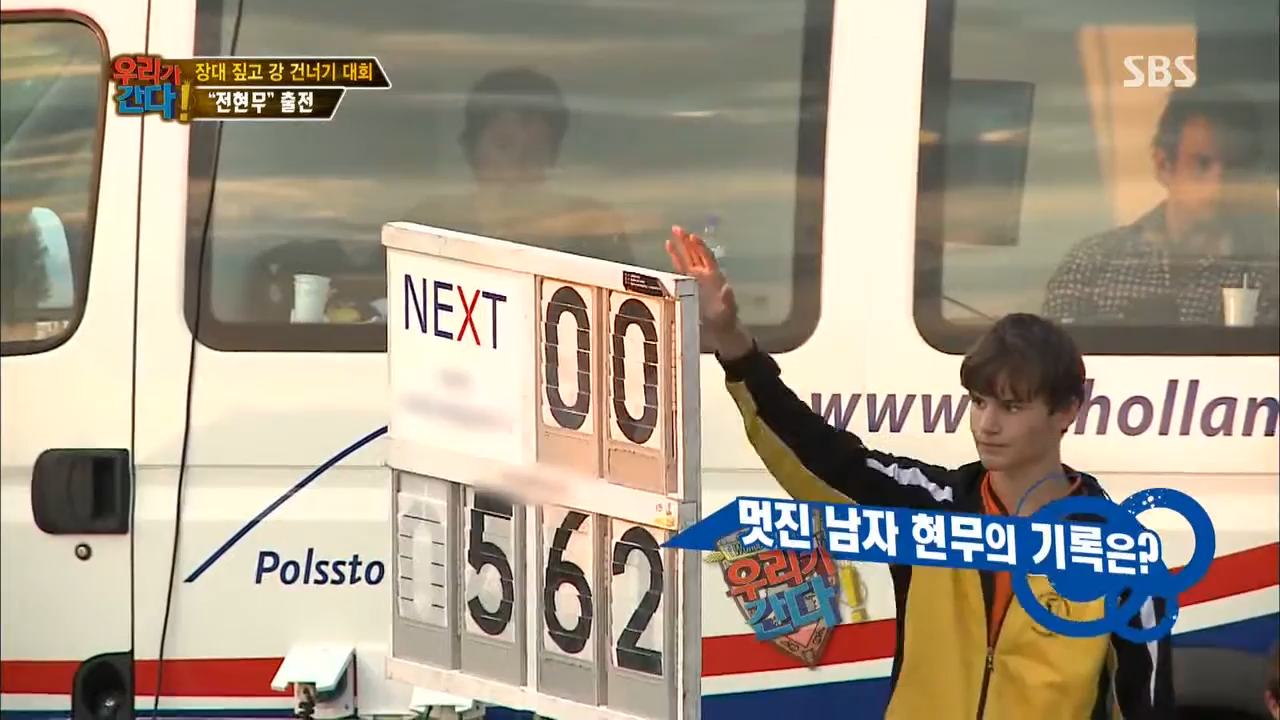 우리가 간다!
장대 짚고 강 건너기 대회
"전현무" 출전
SBS
NEXT 00
562
www.
hollan
Polssto
멋진 남자 현무의 기록은?
우리가
간다!